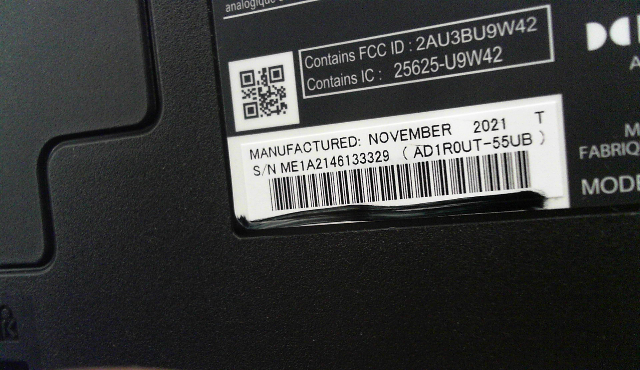 analogique
Contains FCC ID : 2AU3BU9W42
Contains IC : 25625-U9W42
MANUFACTURED: NOVEMBER 2021 T
S/N ME1A2146133329 ( AD1R0UT-55UB )
FABRIQ
MODE